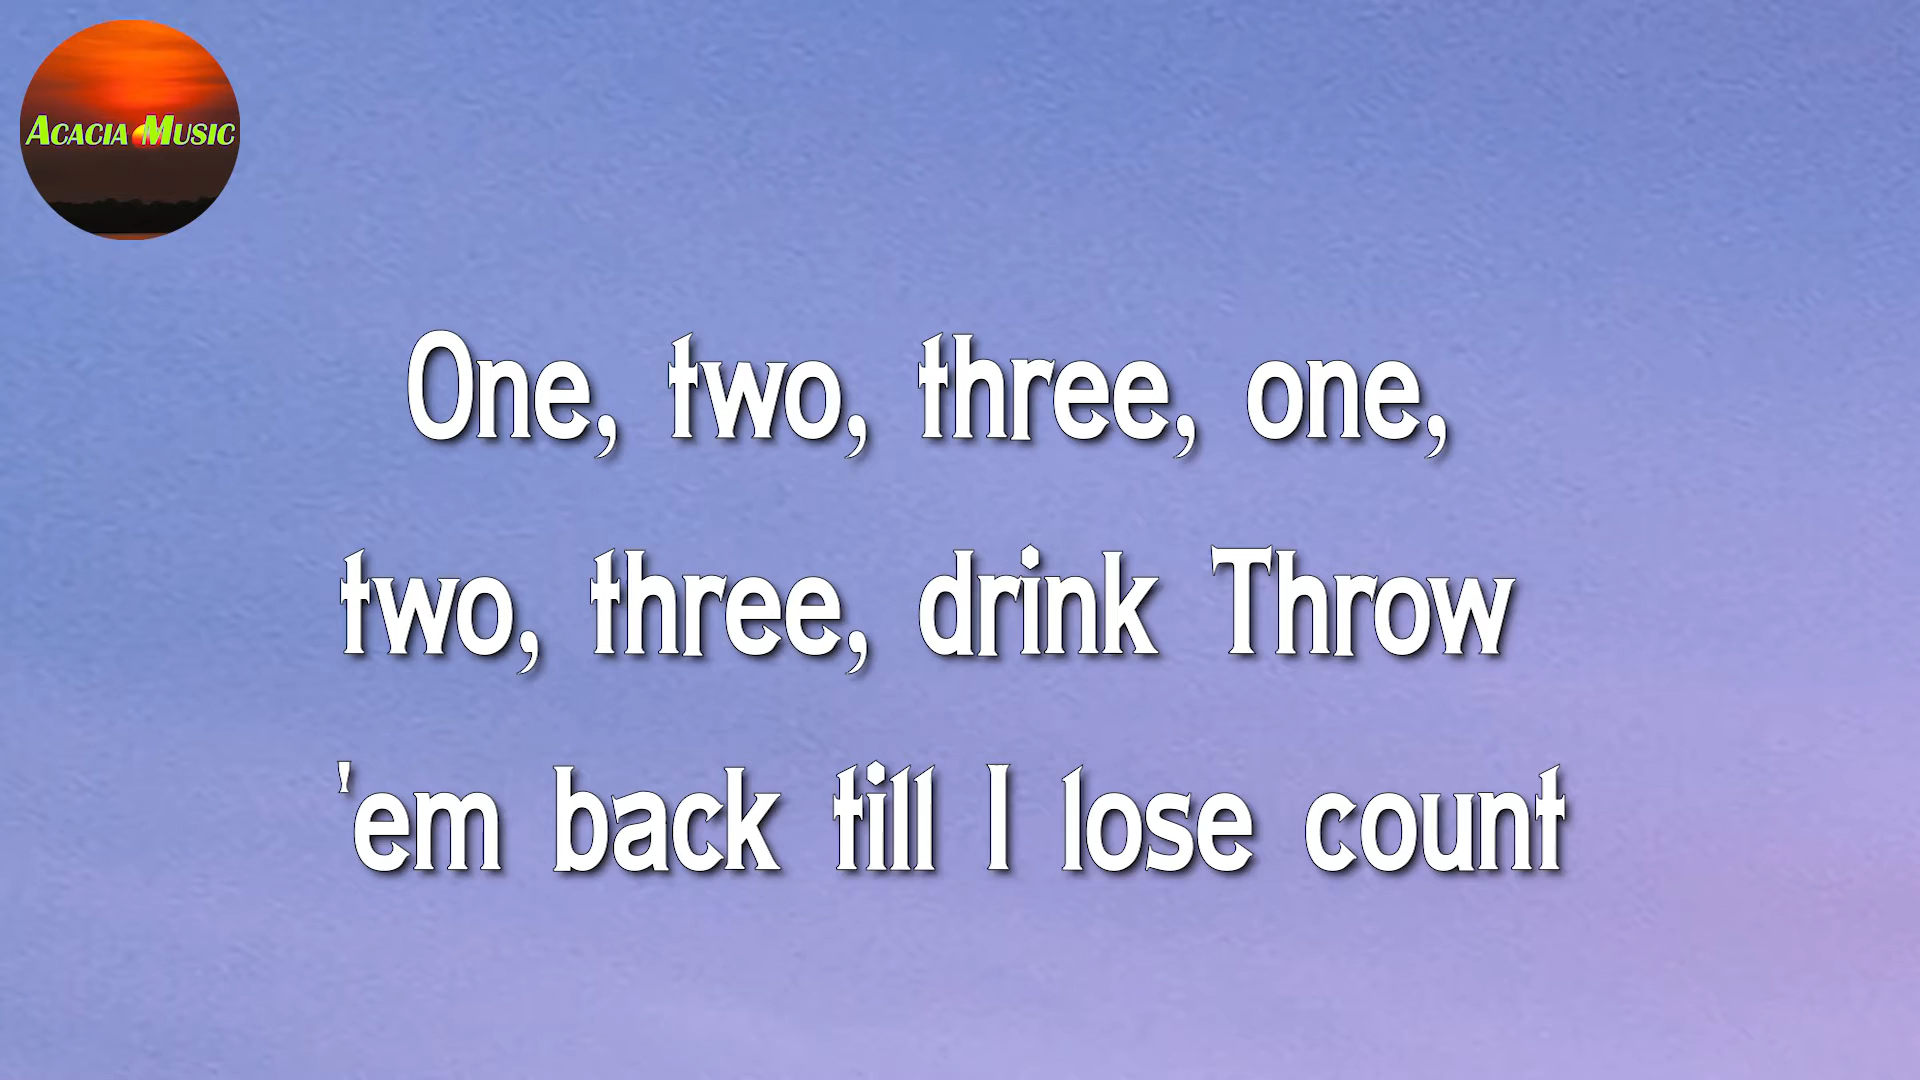 ACACIA MUSIC
One, two, three, one,
two, three, drink Throw
'em back till I lose count